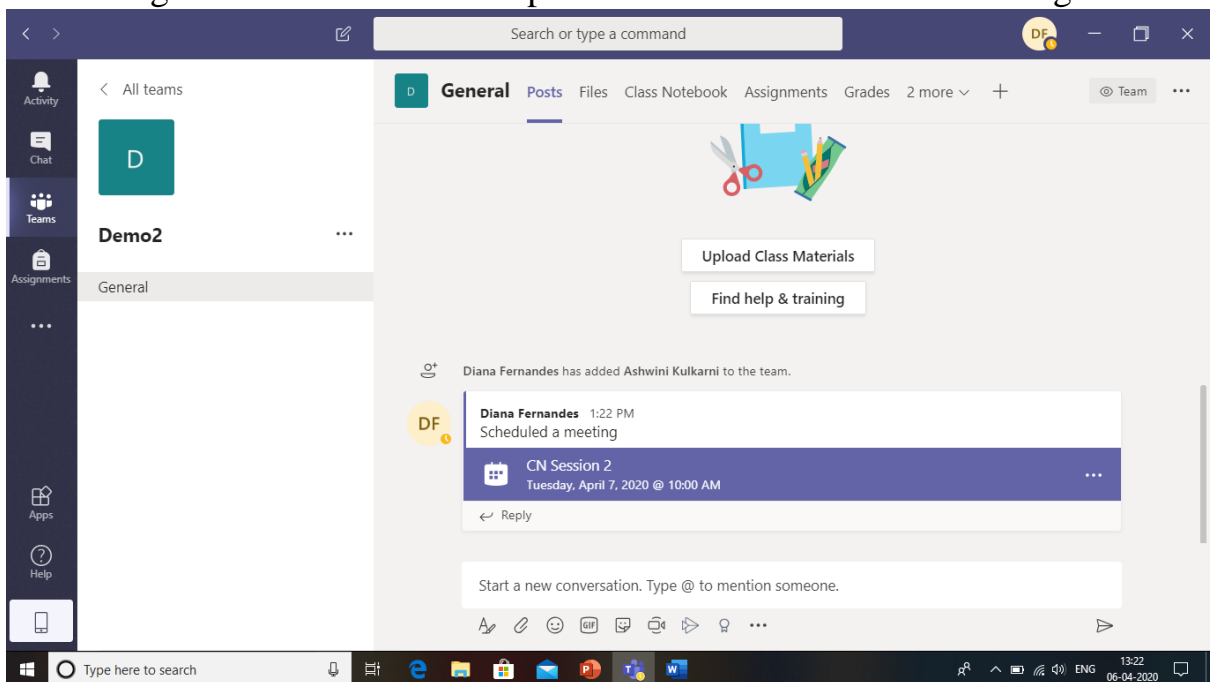 Search or type a command
DF
Activity
Chat
Teams
Assignments
Apps
Help
All teams
D
Demo2
General
D General Posts Files Class Notebook Assignments Grades 2 more
Team
Upload Class Materials
Find help & training
Diana Fernandes has added Ashwini Kulkarni to the team.
DF
Diana Fernandes 1:22 PM
Scheduled a meeting
CN Session 2
Tuesday, April 7, 2020 @ 10:00 AM
Reply
Start a new conversation. Type @ to mention someone.
GIF
Type here to search
ENG
13:22
06-04-2020